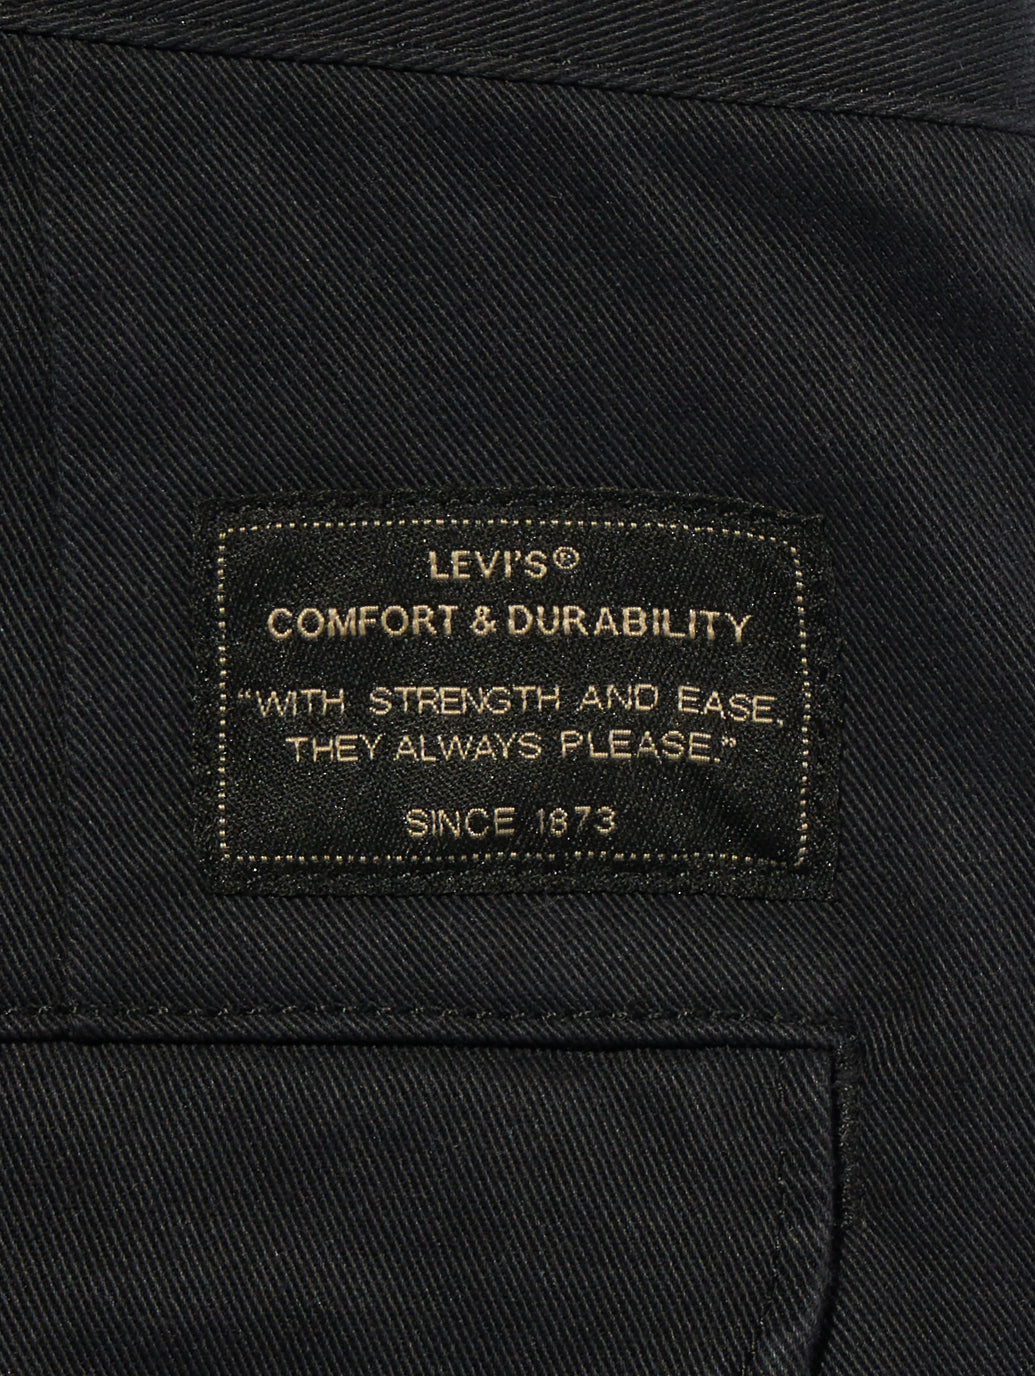 LEVI'S®
COMFORT & DURABILITY
"WITH STRENGTH AND EASE,
THEY ALWAYS PLEASE."
SINCE 1873